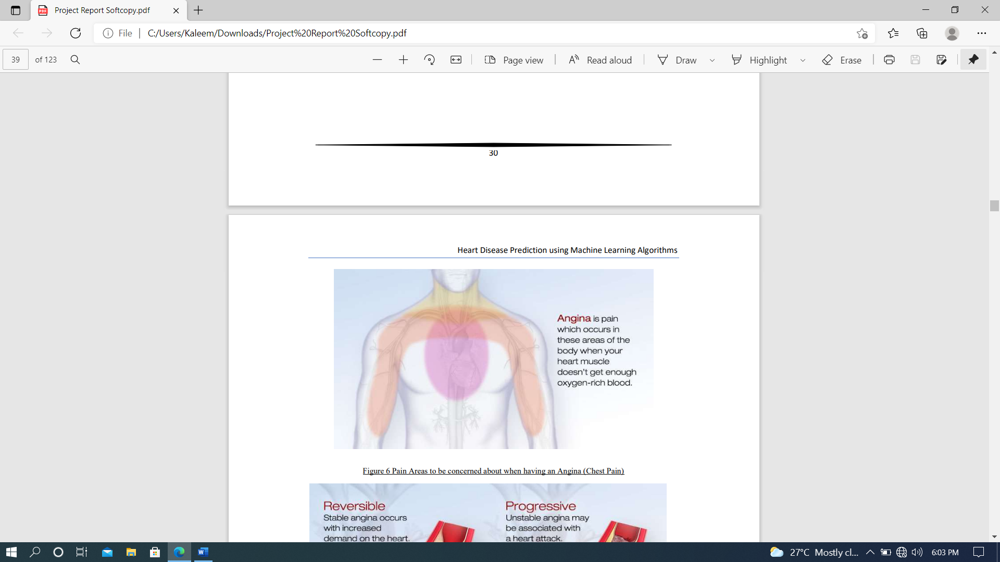 Project Report Softcopy.pdf
File C:/Users/Kaleem/Downloads/Project%20Report%20Softcopy.pdf
39 of 123 Page view Read aloud Draw Highlight Erase
30
Heart Disease Prediction using Machine Learning Algorithms
Angina is pain
which occurs in
these areas of the
body when your
heart muscle
doesn't get enough
oxygen-rich blood.
Figure 6 Pain Areas to be concerned about when having an Angina (Chest Pain)
Reversible
Stable angina occurs
with increased
demand on the heart.
Progressive
Unstable angina may
be associated with
a heart attack.
27°C Mostly cl... 6:03 PM